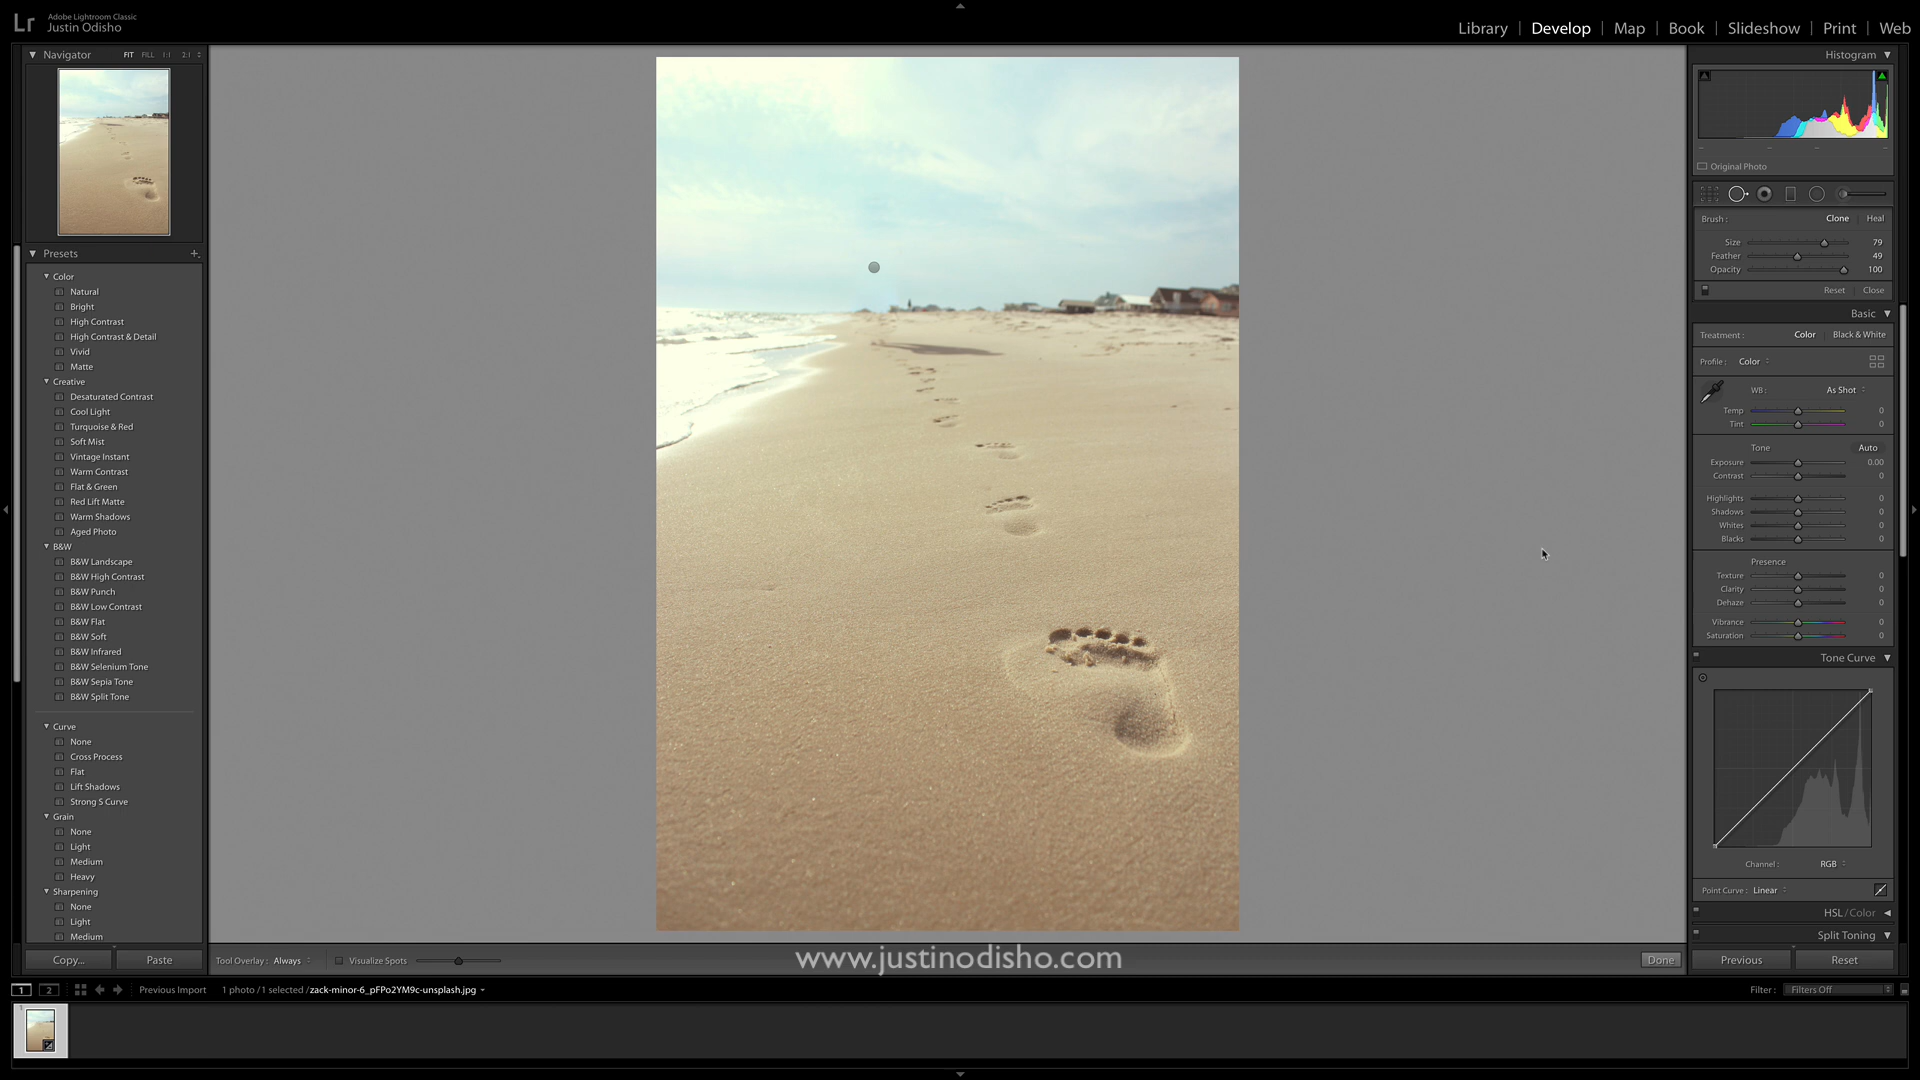 Adobe Lightroom Classic
Justin Odisho
Library | Develop | Map | Book | Slideshow | Print | Web
Navigator FIT FILL 1:1 2:1
Presets
Color
Natural
Bright
High Contrast
High Contrast & Detail
Vivid
Matte
Creative
Desaturated Contrast
Cool Light
Turquoise & Red
Soft Mist
Vintage Instant
Warm Contrast
Flat & Green
Red Lift Matte
Warm Shadows
Aged Photo
B&W
B&W Landscape
B&W High Contrast
B&W Punch
B&W Low Contrast
B&W Flat
B&W Soft
B&W Infrared
B&W Selenium Tone
B&W Sepia Tone
B&W Split Tone
Curve
None
Cross Process
Flat
Lift Shadows
Strong S Curve
Grain
None
Light
Medium
Heavy
Sharpening
None
Light
Medium
Copy... Paste
Histogram
Original Photo
Brush : Clone Heal
Size 79
Feather 49
Opacity 100
Reset Close
Basic
Treatment : Color Black & White
Profile : Color
WB : As Shot
Temp 0
Tint 0
Tone Auto
Exposure 0.00
Contrast 0
Highlights 0
Shadows 0
Whites 0
Blacks 0
Presence
Texture 0
Clarity 0
Dehaze 0
Vibrance 0
Saturation 0
Tone Curve
Channel : RGB
Point Curve : Linear
HSL / Color
Split Toning
Previous Reset
Tool Overlay : Always Visualize Spots
www.justinodisho.com
Done
1 2 Previous Import 1 photo / 1 selected / zack-minor-6_pFPo2YM9c-unsplash.jpg
Filter : Filters Off
1